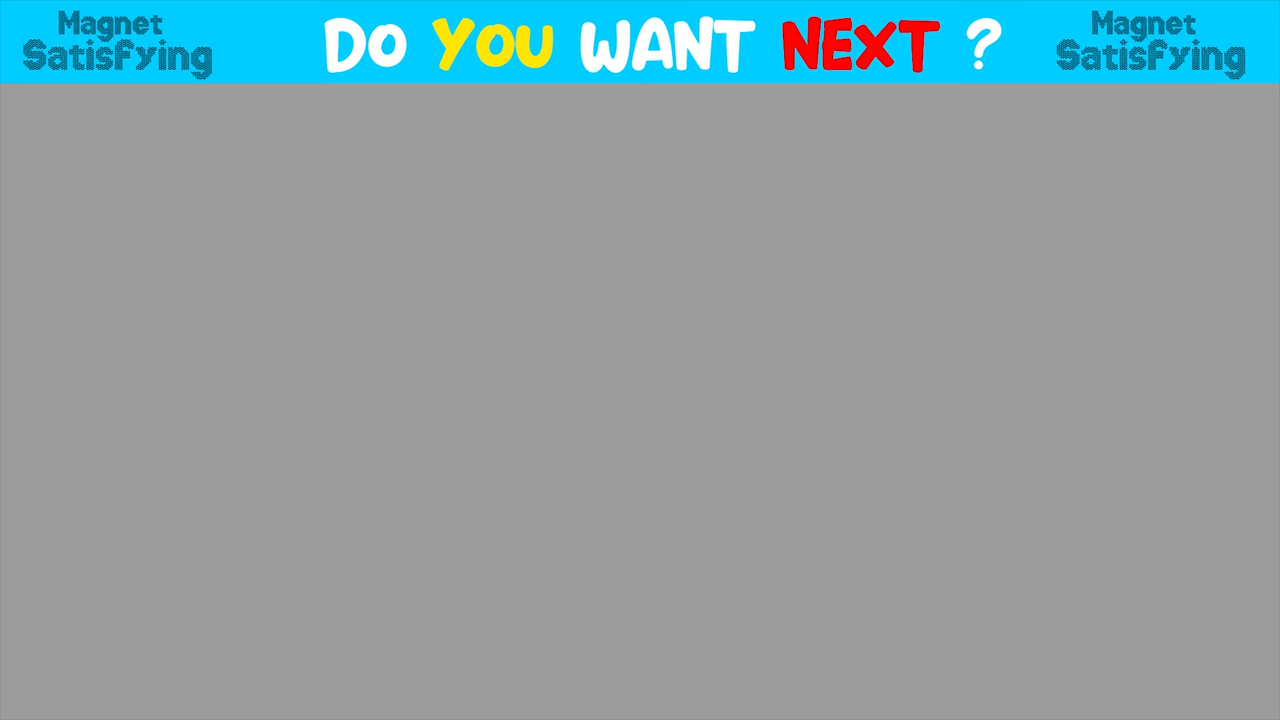 Magnet
Satisfying
DO YOU WANT NEXT ?
Magnet
Satisfying